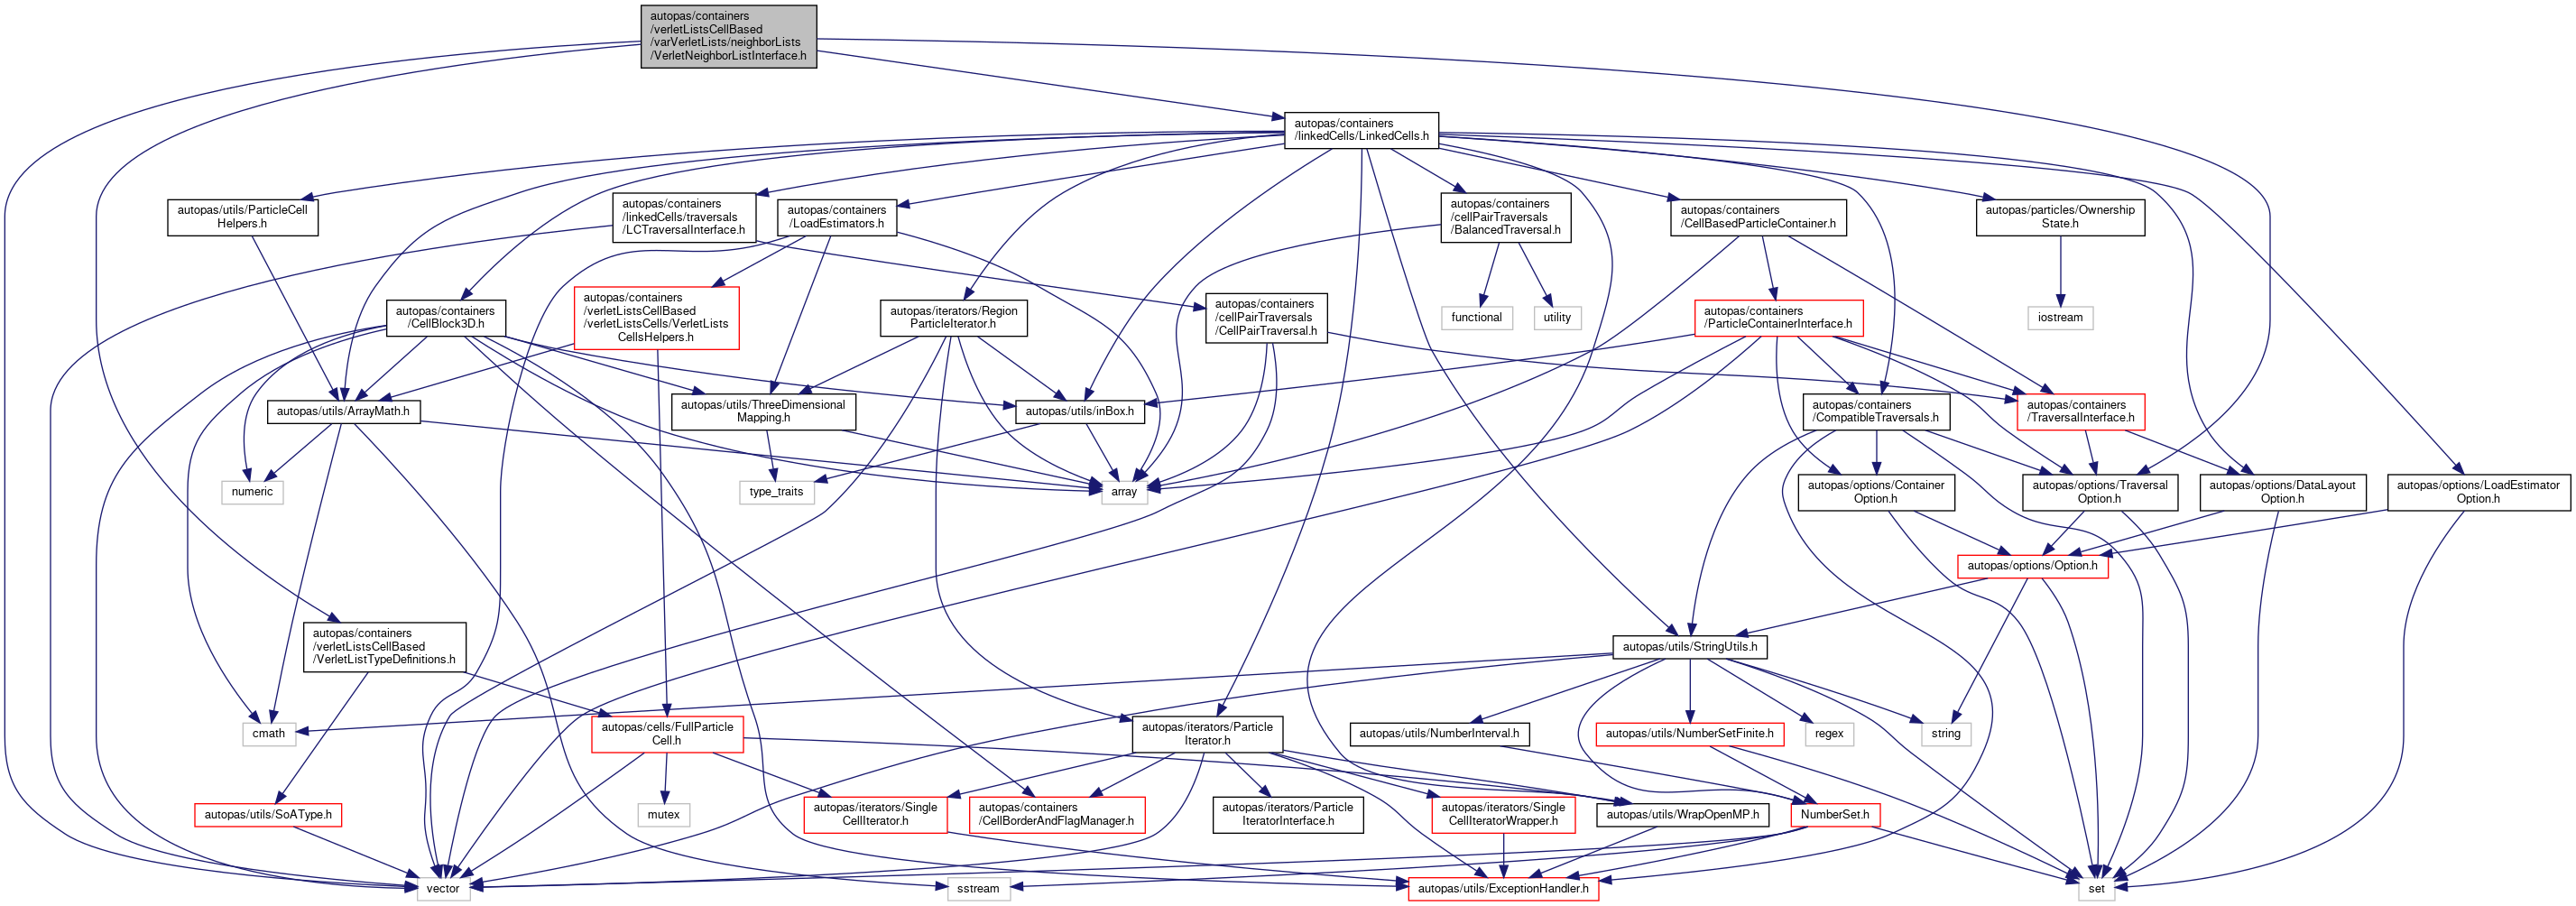 autopas/containers
/verletListsCellBased
/varVerletLists/neighborLists
/VerletNeighborListInterface.h
autopas/containers
/linkedCells/LinkedCells.h
autopas/utils/ParticleCell
Helpers.h
autopas/containers
/linkedCells/traversals
/LCTraversalInterface.h
autopas/containers
/LoadEstimators.h
autopas/containers
/cellPairTraversals
/BalancedTraversal.h
autopas/containers
/CellBasedParticleContainer.h
autopas/particles/Ownership
State.h
autopas/containers
/CellBlock3D.h
autopas/containers
/verletListsCellBased
/verletListsCells/VerletLists
CellsHelpers.h
autopas/iterators/Region
ParticleIterator.h
autopas/containers
/cellPairTraversals
/CellPairTraversal.h
functional
utility
autopas/containers
/ParticleContainerInterface.h
iostream
autopas/utils/ArrayMath.h
autopas/utils/ThreeDimensional
Mapping.h
autopas/utils/inBox.h
autopas/containers
/CompatibleTraversals.h
autopas/containers
/TraversalInterface.h
numeric
type_traits
array
autopas/options/Container
Option.h
autopas/options/Traversal
Option.h
autopas/options/DataLayout
Option.h
autopas/options/LoadEstimator
Option.h
autopas/options/Option.h
autopas/containers
/verletListsCellBased
/VerletListTypeDefinitions.h
autopas/utils/StringUtils.h
cmath
autopas/cells/FullParticle
Cell.h
autopas/iterators/Particle
Iterator.h
autopas/utils/NumberInterval.h
autopas/utils/NumberSetFinite.h
regex
string
autopas/utils/SoAType.h
mutex
autopas/iterators/Single
CellIterator.h
autopas/containers
/CellBorderAndFlagManager.h
autopas/iterators/Particle
IteratorInterface.h
autopas/iterators/Single
CellIteratorWrapper.h
autopas/utils/WrapOpenMP.h
NumberSet.h
vector
sstream
autopas/utils/ExceptionHandler.h
set